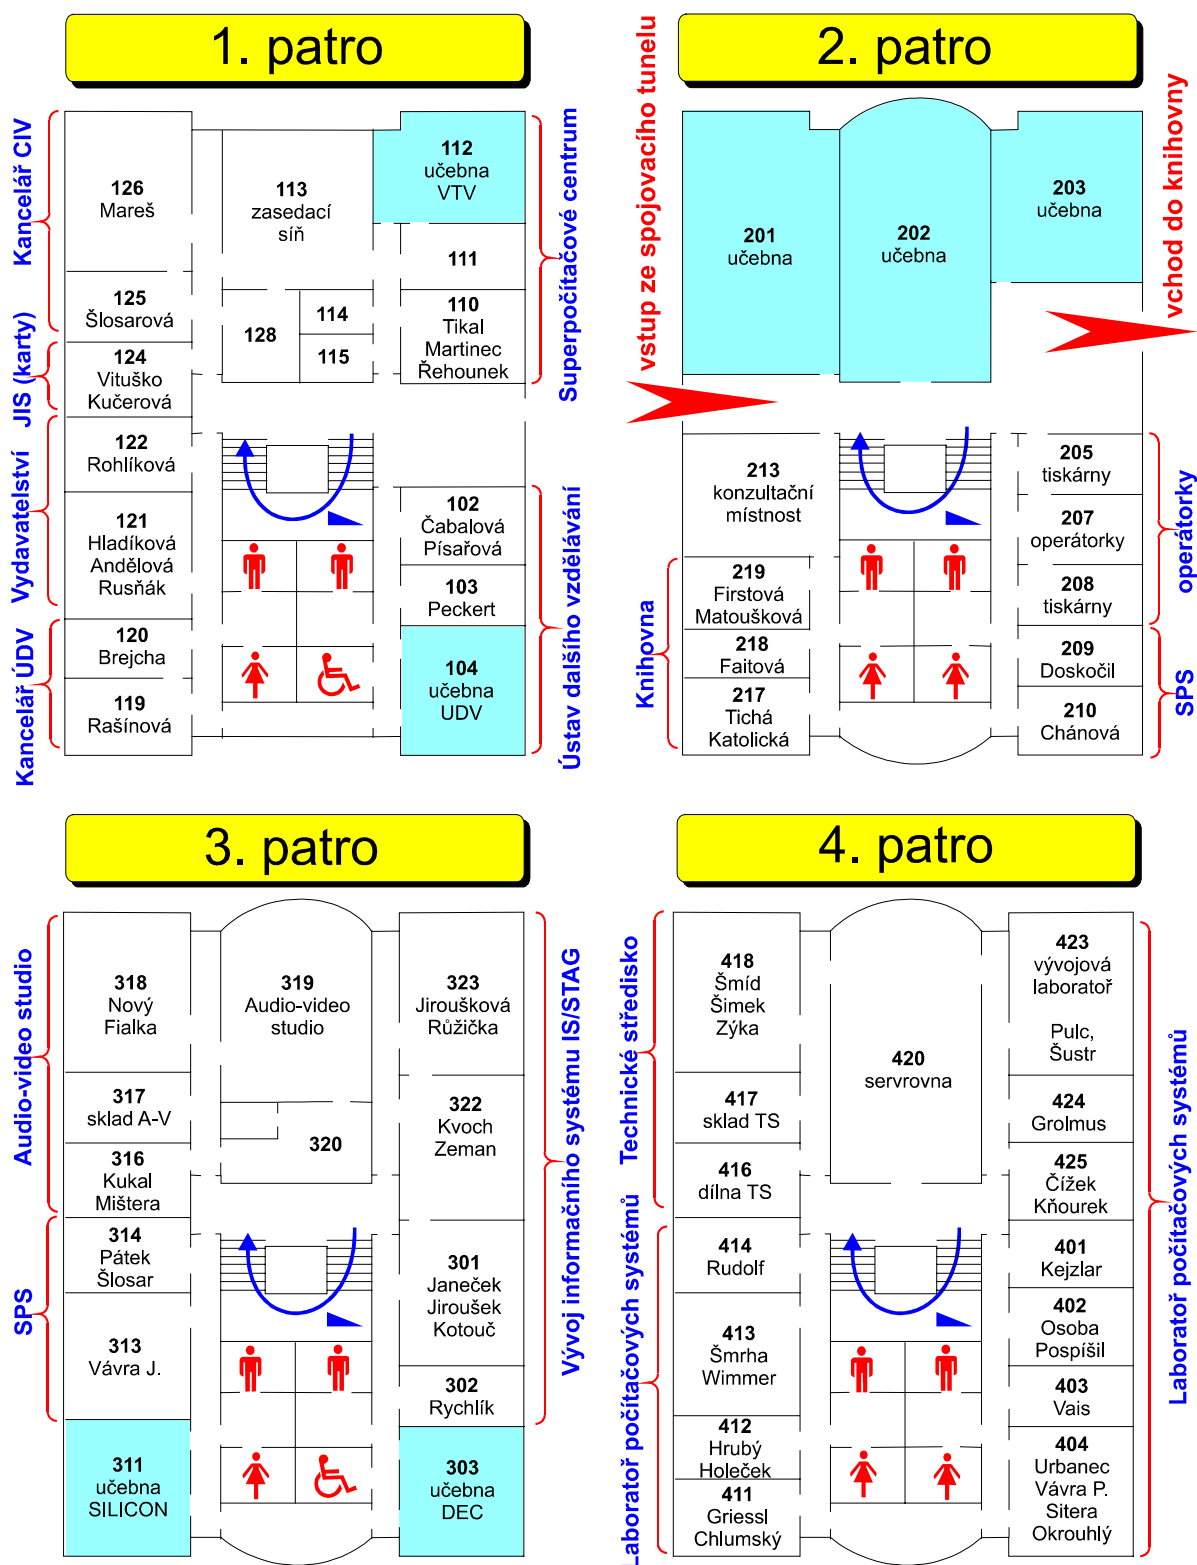 1. patro
Kancelář CIV
JIS (karty)
Vydavatelství
Kancelář ÚDV
126
Mareš
125
Šlosarová
124
Vituško
Kučerová
122
Rohlíková
121
Hladíková
Andělová
Rusňák
120
Brejcha
119
Rašínová
113
zasedací
síň
128
114
115
112
učebna
VTV
111
110
Tikal
Martinec
Řehounek
102
Čabalová
Písařová
103
Peckert
104
učebna
UDV
Superpočítačové centrum
Ústav dalšího vzdělávání
2. patro
vstup ze spojovacího tunelu
vchod do knihovny
201
učebna
202
učebna
203
učebna
213
konzultační
místnost
219
Firstová
Matoušková
218
Faitová
217
Tichá
Katolická
Knihovna
205
tiskárny
207
operátorky
208
tiskárny
209
Doskočil
210
Chánová
operátorky
SPS
3. patro
Audio-video studio
SPS
318
Nový
Fialka
317
sklad A-V
316
Kukal
Mištera
314
Pátek
Šlosar
313
Vávra J.
311
učebna
SILICON
319
Audio-video
studio
320
323
Jiroušková
Růžička
322
Kvoch
Zeman
301
Janeček
Jiroušek
Kotouč
302
Rychlík
303
učebna
DEC
Vývoj informačního systému IS/STAG
4. patro
Technické středisko
Laboratoř počítačových systémů
418
Šmíd
Šimek
Zýka
417
sklad TS
416
dílna TS
414
Rudolf
413
Šmrha
Wimmer
412
Hrubý
Holeček
411
Griessl
Chlumský
420
servrovna
423
vývojová
laboratoř
Pulc,
Šustr
424
Grolmus
425
Čížek
Kňourek
401
Kejzlar
402
Osoba
Pospíšil
403
Vais
404
Urbanec
Vávra P.
Sitera
Okrouhlý
Laboratoř počítačových systémů